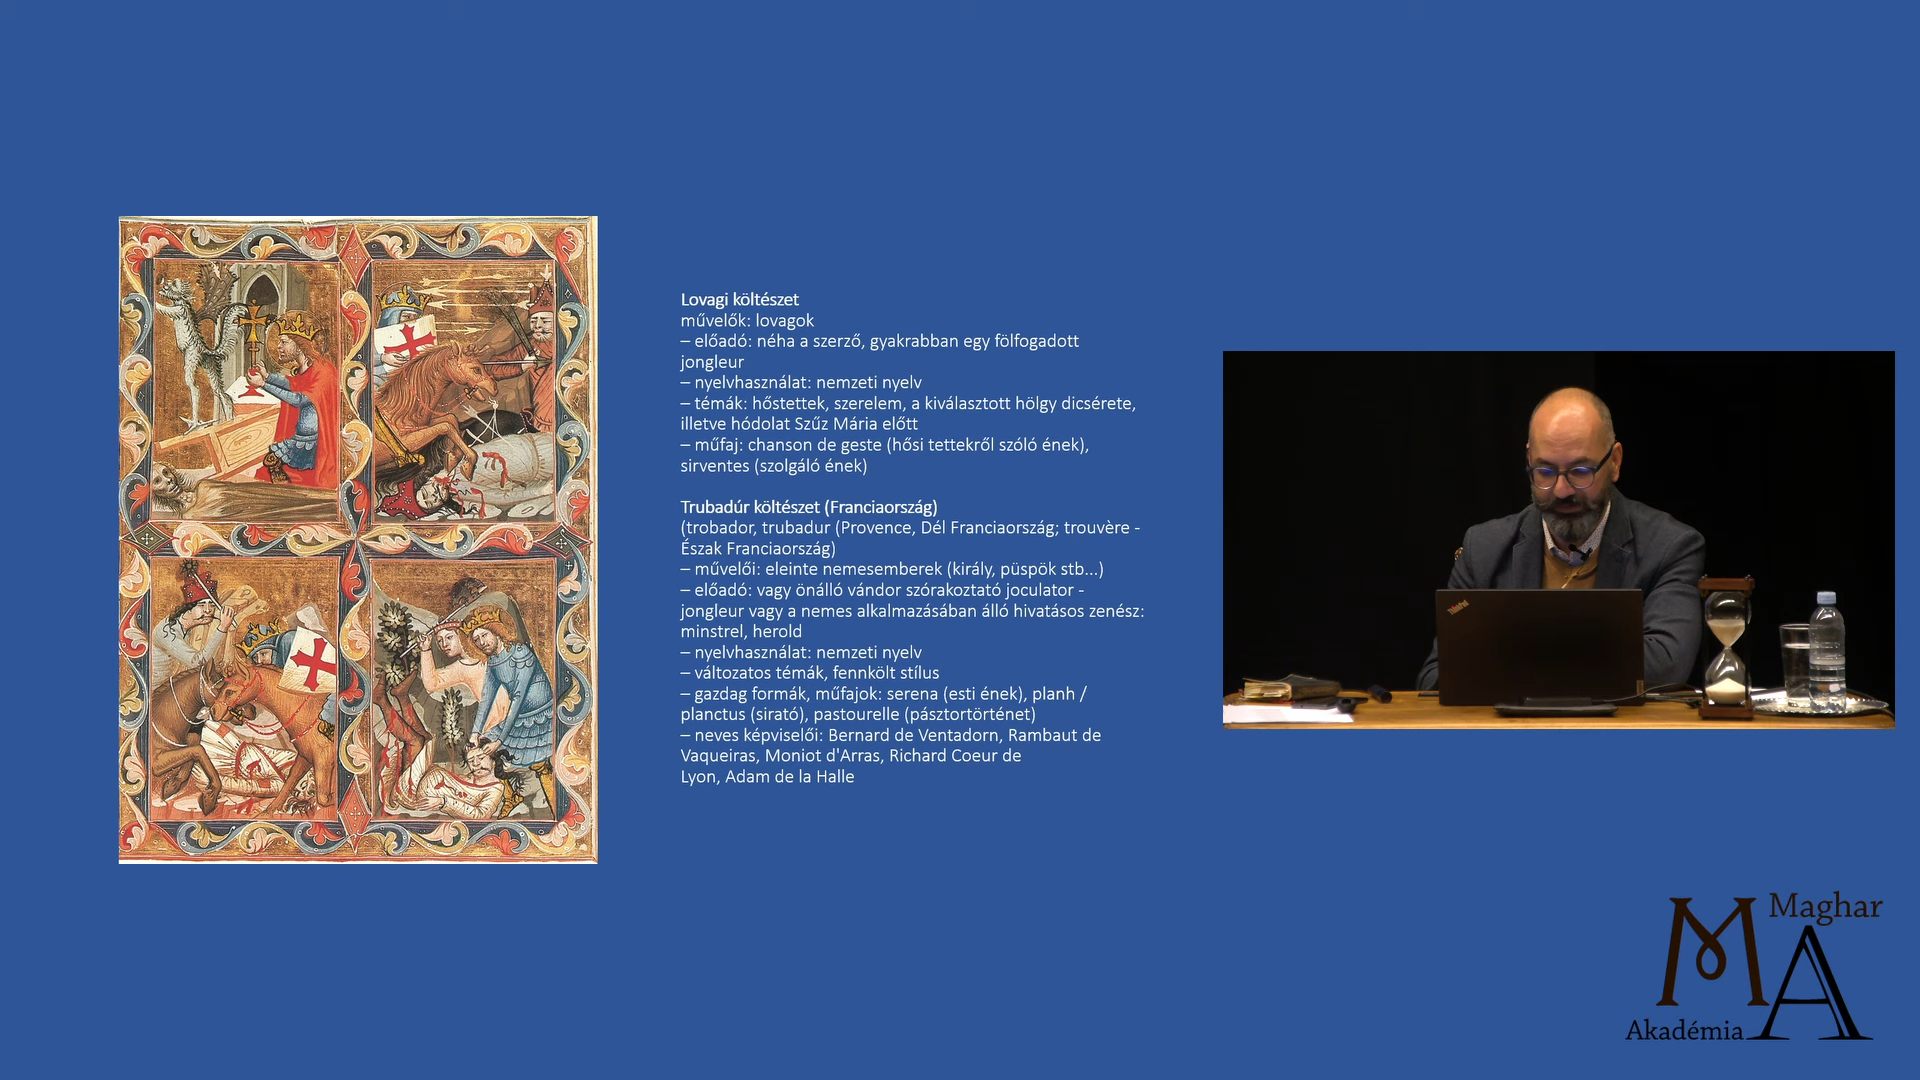 Lovagi költészet
művelők: lovagok
– előadó: néha a szerző, gyakrabban egy fölfogadott
jongleur
– nyelvhasználat: nemzeti nyelv
– témák: hőstettek, szerelem, a kiválasztott hölgy dicsérete,
illetve hódolat Szűz Mária előtt
– műfaj: chanson de geste (hősi tettekről szóló ének),
sirventes (szolgáló ének)
Trubadúr költészet (Franciaország)
(trobador, trubadur (Provence, Dél Franciaország; trouvère -
Észak Franciaország)
– művelői: eleinte nemesemberek (király, püspök stb...)
– előadó: vagy önálló vándor szórakoztató joculator -
jongleur vagy a nemes alkalmazásában álló hivatásos zenész:
minstrel, herold
– nyelvhasználat: nemzeti nyelv
– változatos témák, fennkölt stílus
– gazdag formák, műfajok: serena (esti ének), planh /
planctus (sirató), pastourelle (pásztortörténet)
– neves képviselői: Bernard de Ventadorn, Rambaut de
Vaqueiras, Moniot d'Arras, Richard Coeur de
Lyon, Adam de la Halle
ThinkPad
Maghar
MA
Akadémia